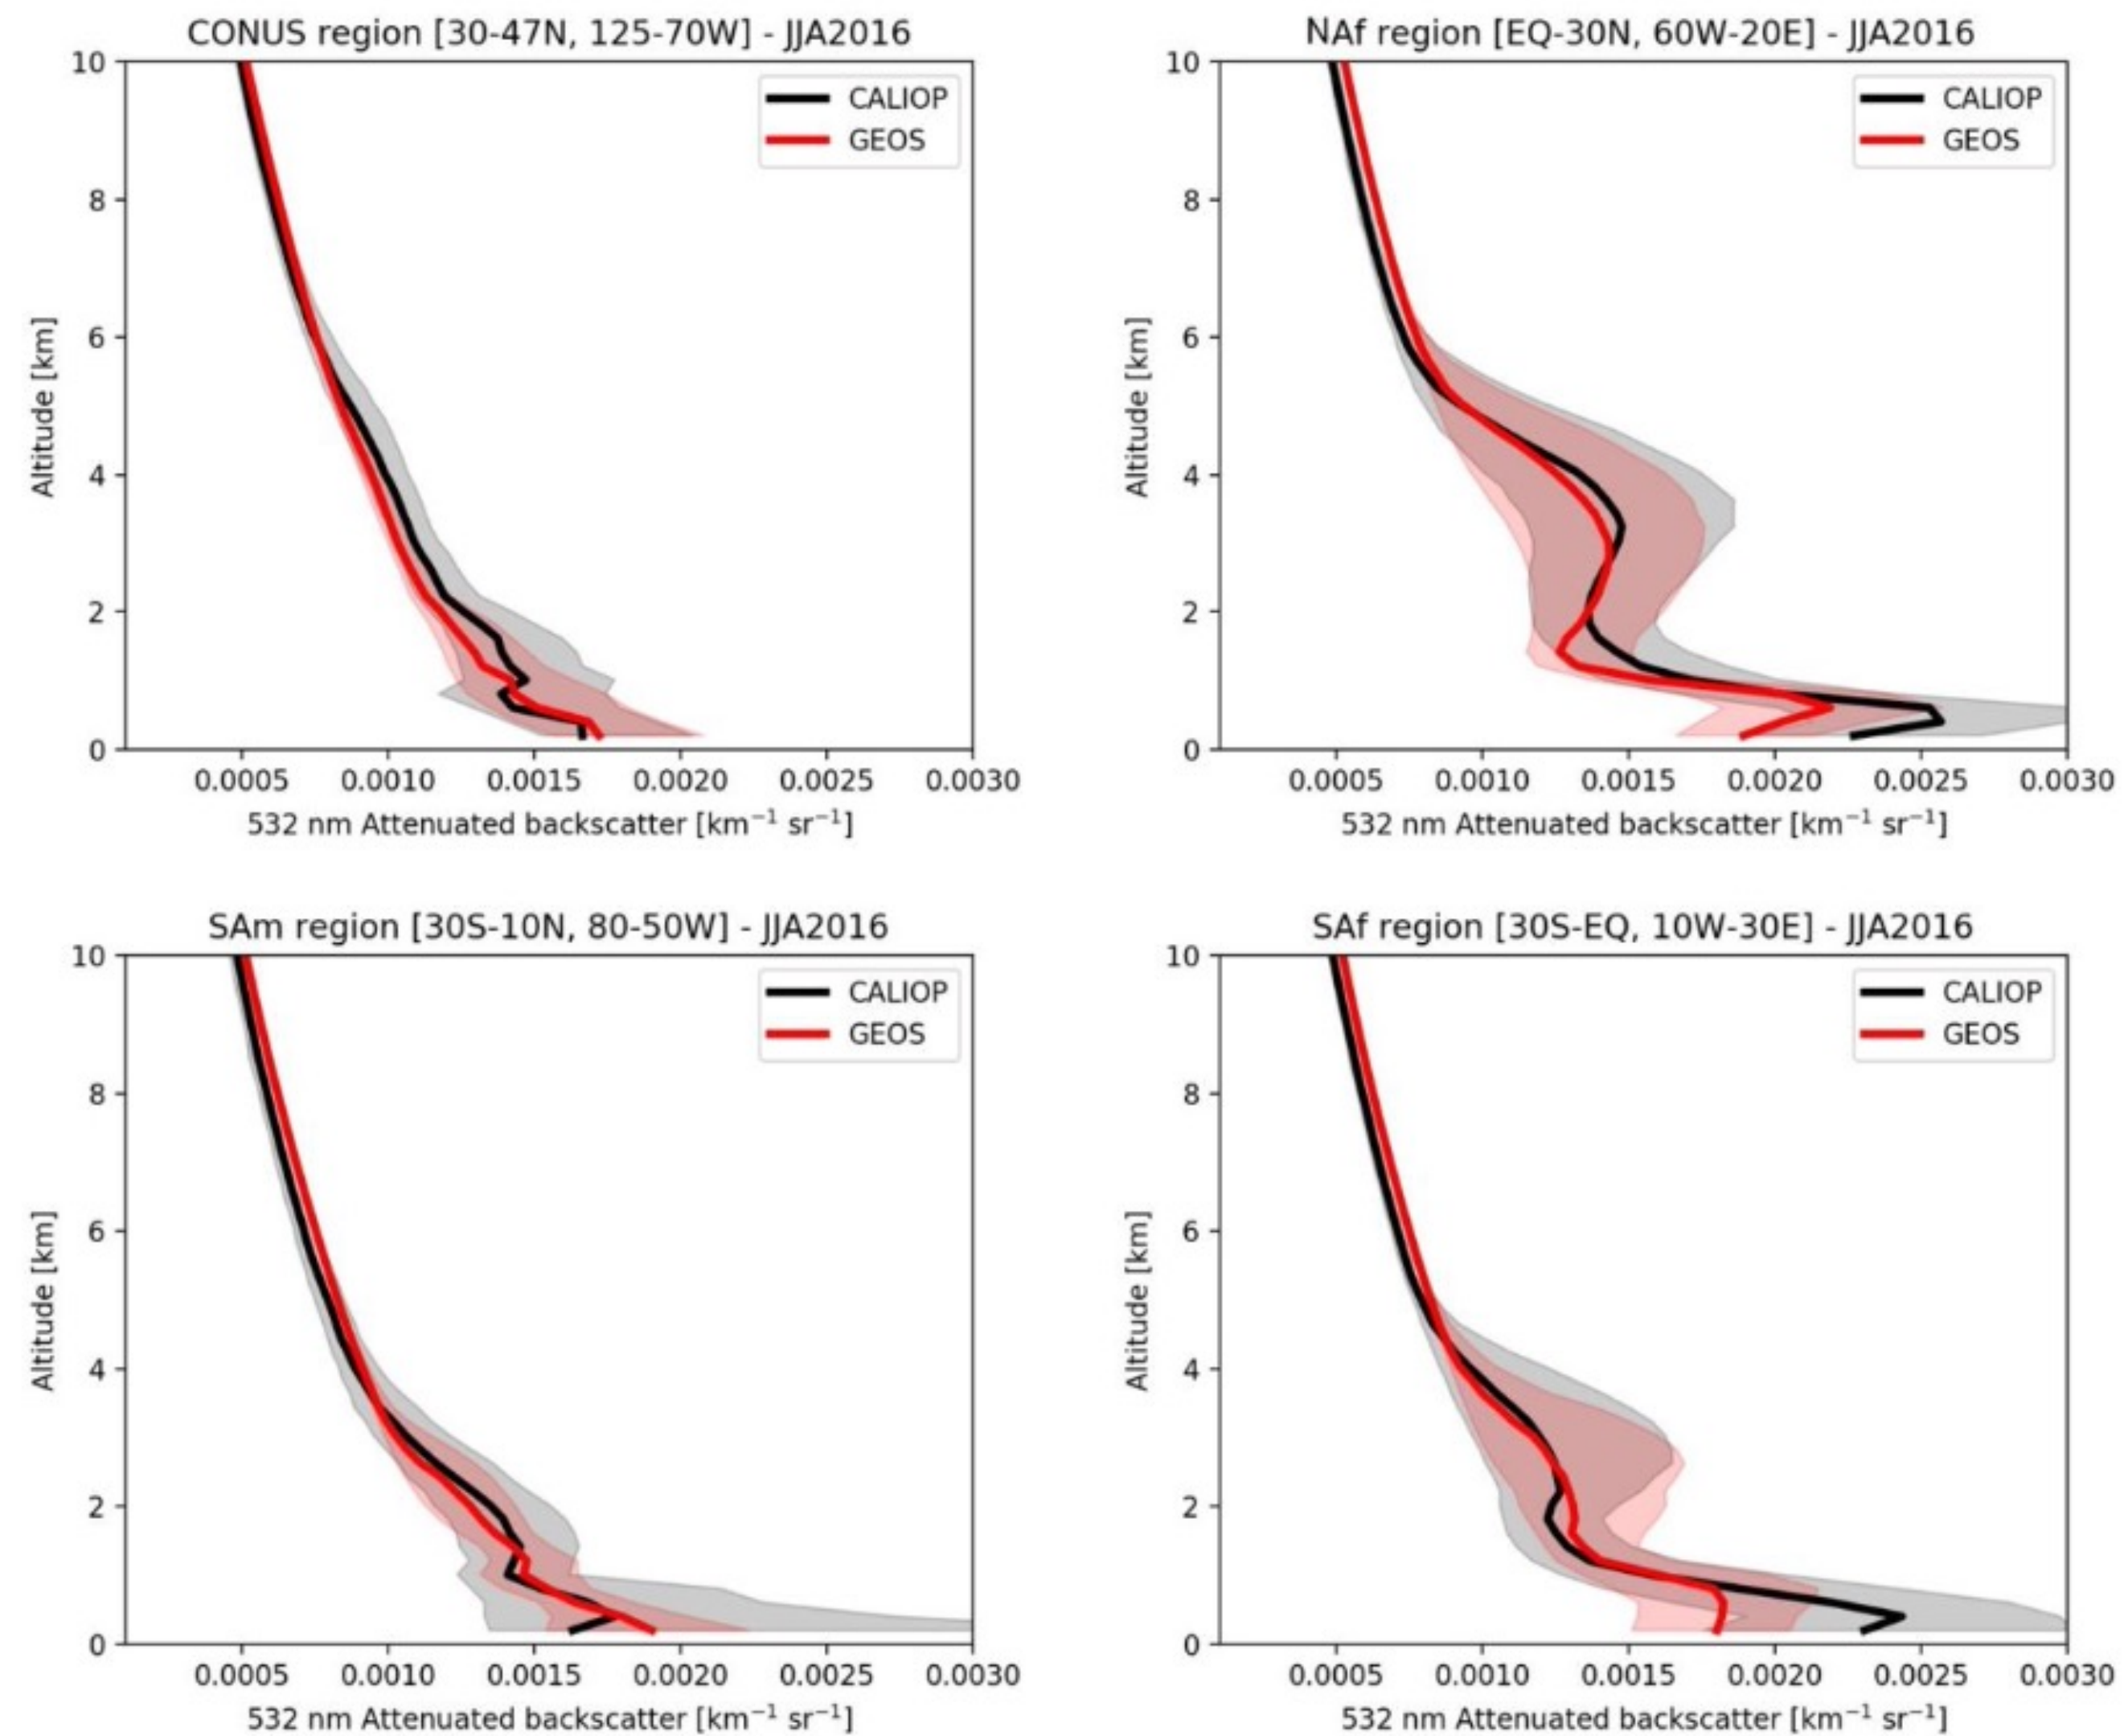 CONUS region [30-47N, 125-70W] - JJA2016
10
8
6
4
2
0
Altitude [km]
CALIOP
GEOS
0.0005 0.0010 0.0015 0.0020 0.0025 0.0030
532 nm Attenuated backscatter [km⁻¹ sr⁻¹]
NAf region [EQ-30N, 60W-20E] - JJA2016
10
8
6
4
2
0
Altitude [km]
CALIOP
GEOS
0.0005 0.0010 0.0015 0.0020 0.0025 0.0030
532 nm Attenuated backscatter [km⁻¹ sr⁻¹]
SAm region [30S-10N, 80-50W] - JJA2016
10
8
6
4
2
0
Altitude [km]
CALIOP
GEOS
0.0005 0.0010 0.0015 0.0020 0.0025 0.0030
532 nm Attenuated backscatter [km⁻¹ sr⁻¹]
SAf region [30S-EQ, 10W-30E] - JJA2016
10
8
6
4
2
0
Altitude [km]
CALIOP
GEOS
0.0005 0.0010 0.0015 0.0020 0.0025 0.0030
532 nm Attenuated backscatter [km⁻¹ sr⁻¹]